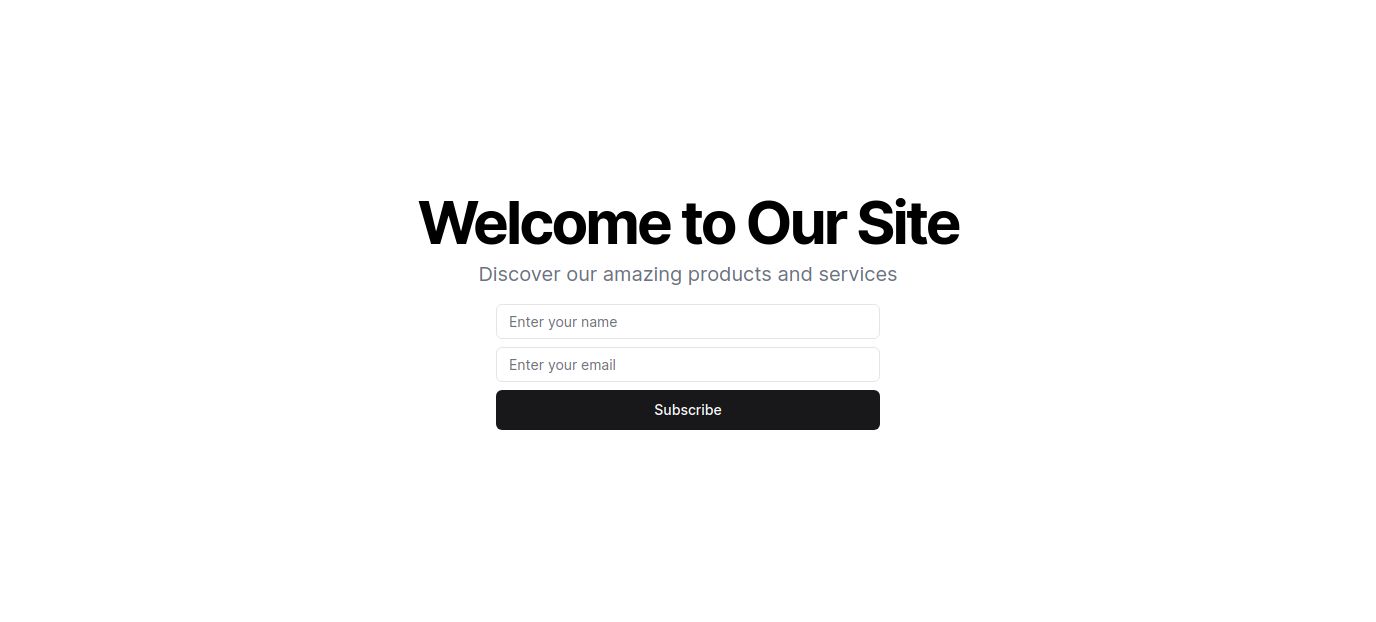 Welcome to Our Site
Discover our amazing products and services
Enter your name
Enter your email
Subscribe